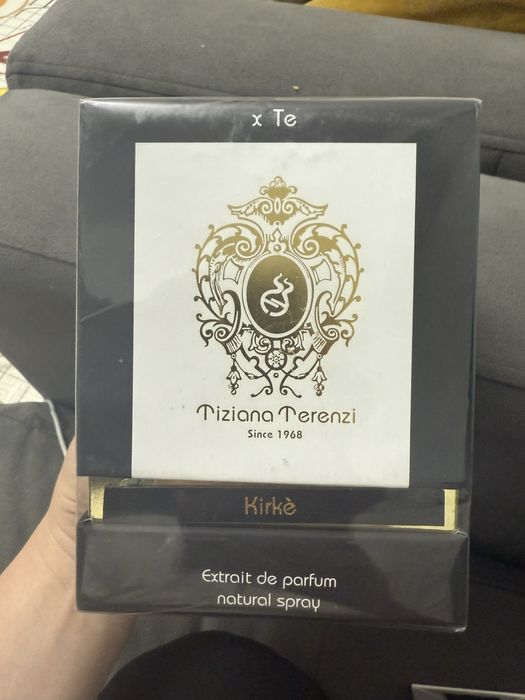 x Te
Tiziana Terenzi
Since 1968
Kirkè
Extrait de parfum
natural spray